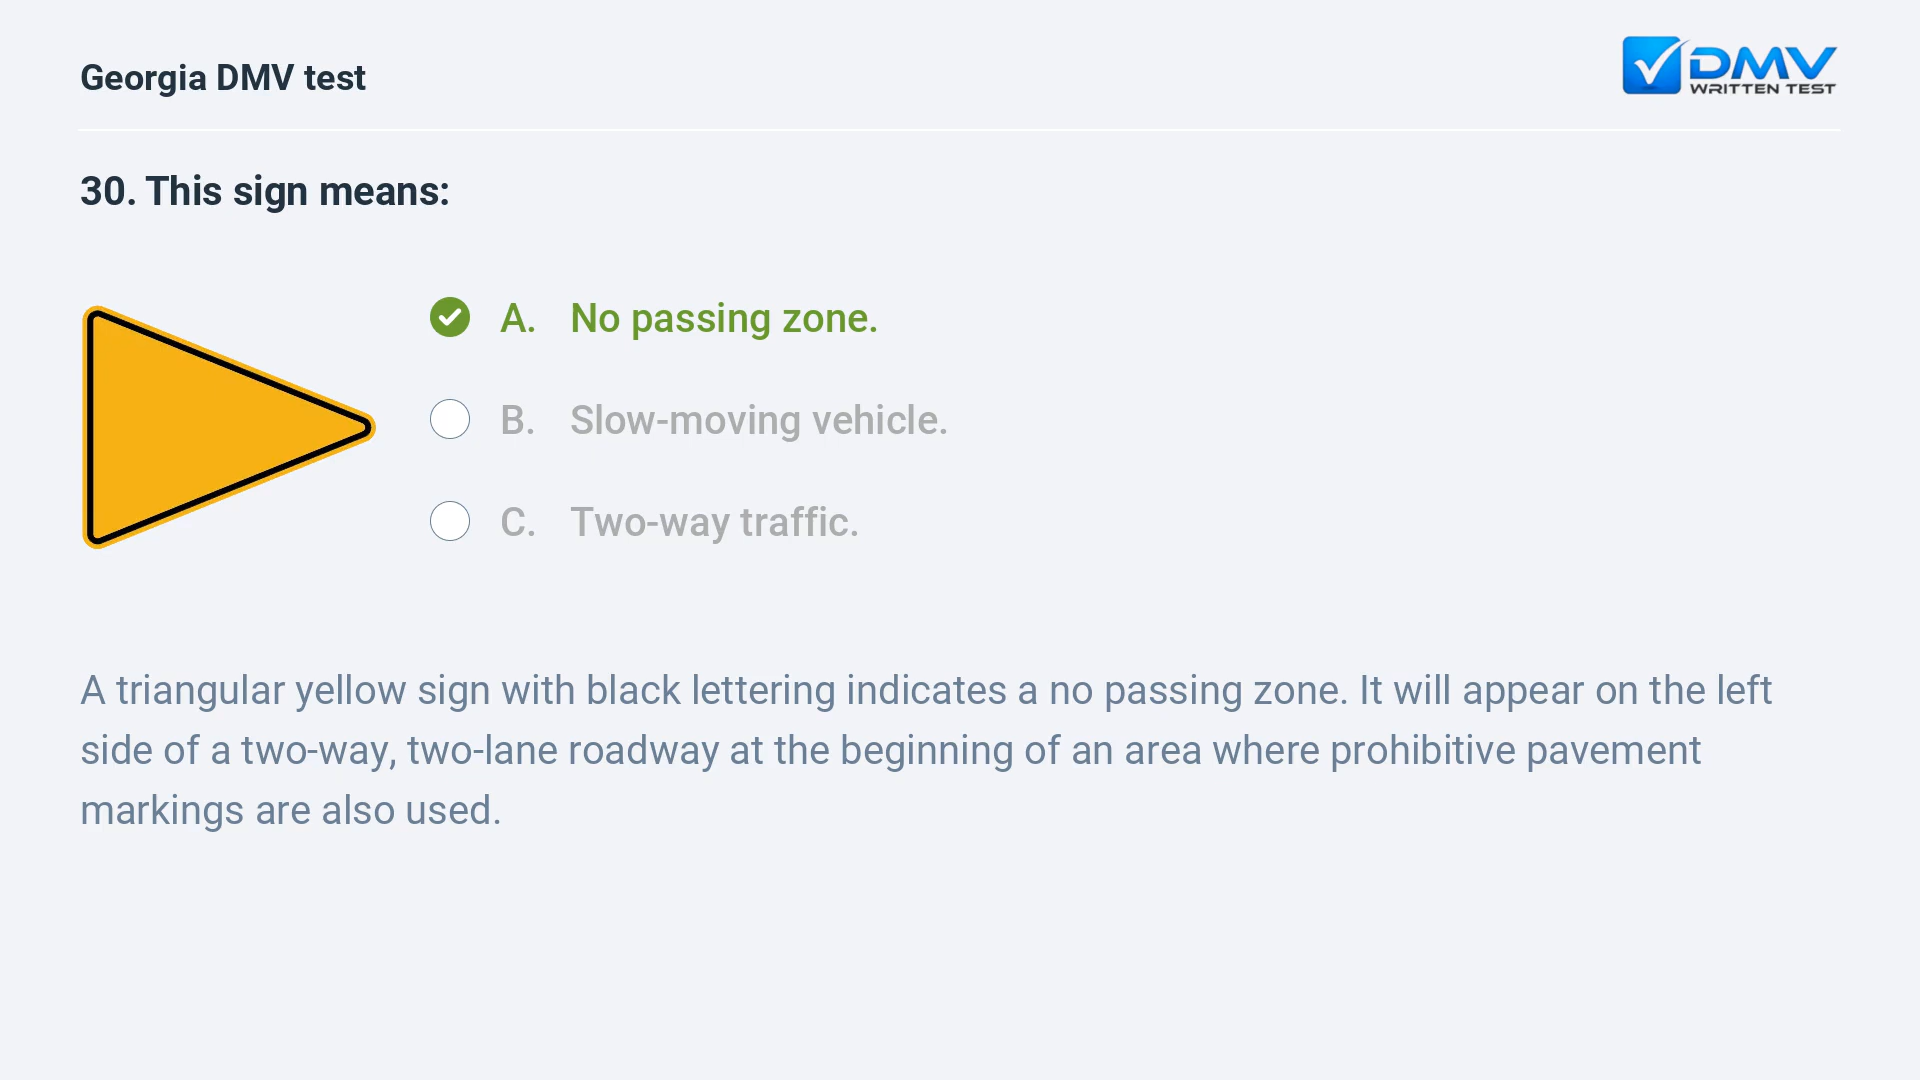 Georgia DMV test
DMV
WRITTEN TEST
30. This sign means:
A. No passing zone.
B. Slow-moving vehicle.
C. Two-way traffic.
A triangular yellow sign with black lettering indicates a no passing zone. It will appear on the left
side of a two-way, two-lane roadway at the beginning of an area where prohibitive pavement
markings are also used.